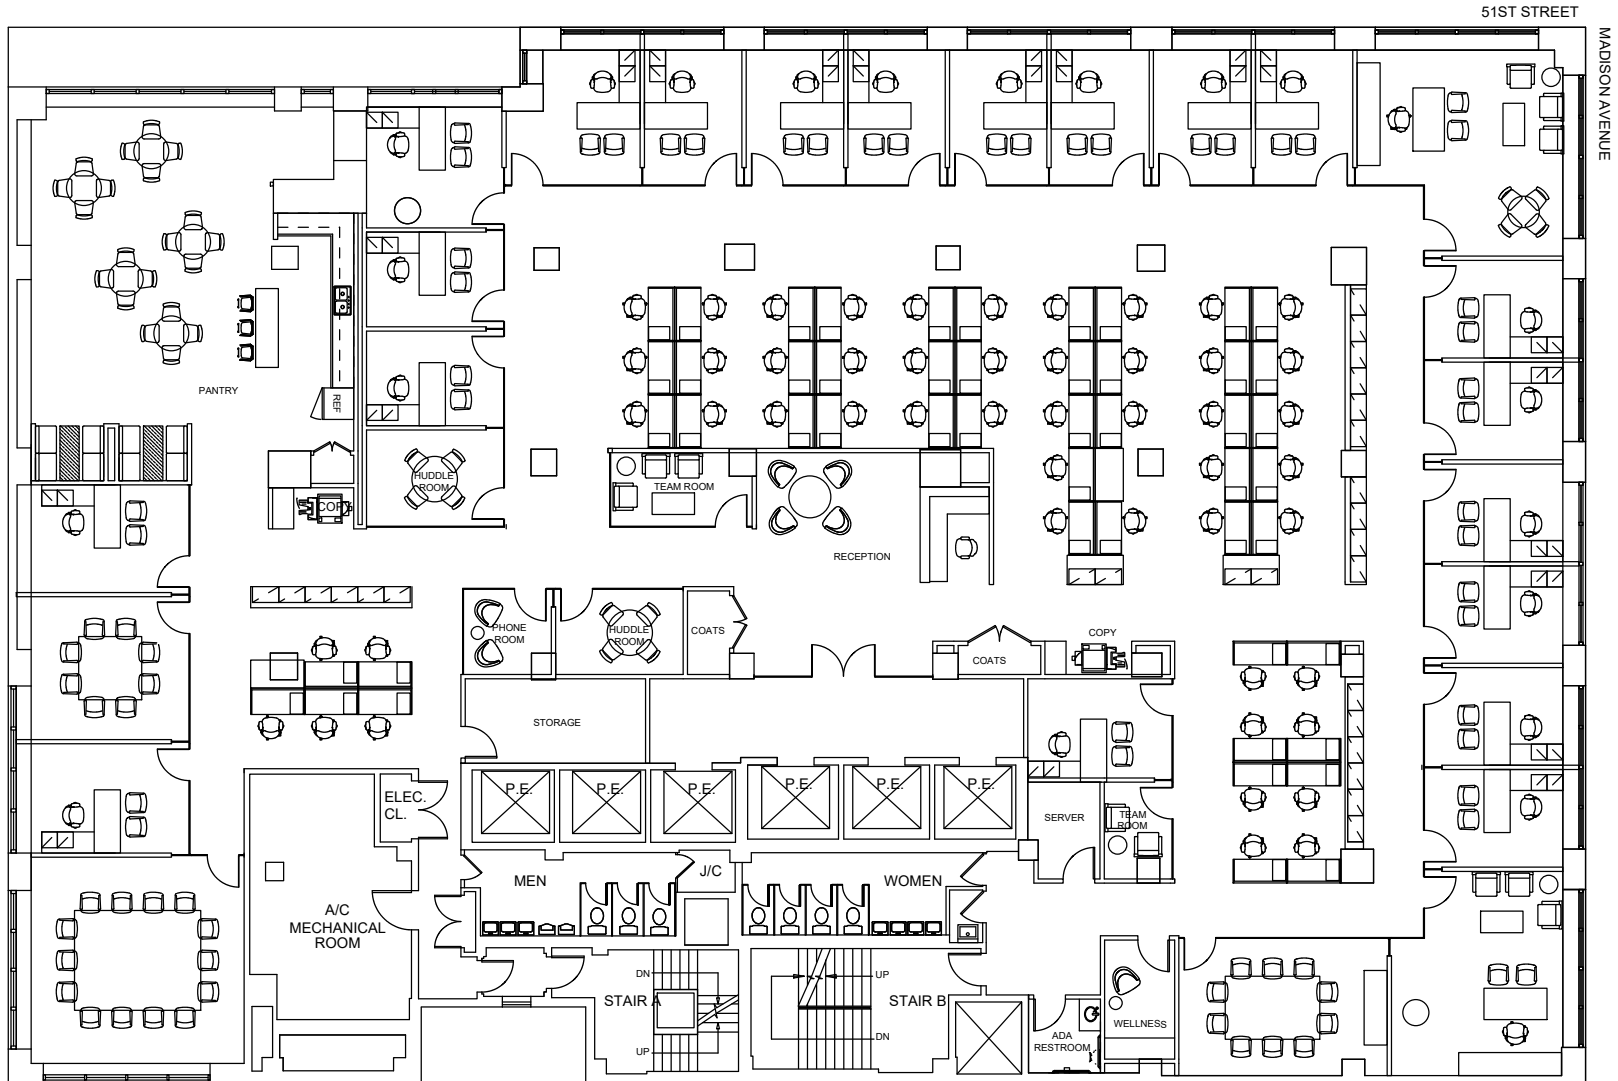 51ST STREET
MADISON AVENUE
PANTRY
REF
HUDDLE
ROOM
TEAM ROOM
COPY
RECEPTION
PHONE
ROOM
HUDDLE
ROOM
COATS
COPY
COATS
STORAGE
P.E.
P.E.
P.E.
P.E.
P.E.
P.E.
ELEC.
CL.
SERVER
TEAM
ROOM
MEN
J/C
WOMEN
A/C
MECHANICAL
ROOM
DN
STAIR A
UP
UP
STAIR B
DN
WELLNESS
ADA
RESTROOM